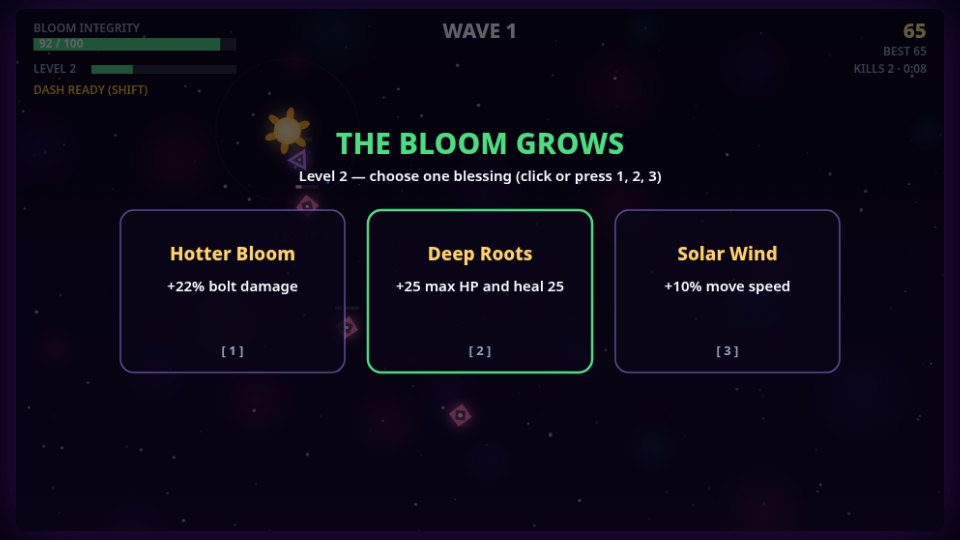 BLOOM INTEGRITY
92 / 100
LEVEL 2
DASH READY (SHIFT)
WAVE 1
65
BEST 65
KILLS 2 · 0:08
THE BLOOM GROWS
Level 2 — choose one blessing (click or press 1, 2, 3)
Hotter Bloom
+22% bolt damage
[ 1 ]
Deep Roots
+25 max HP and heal 25
[ 2 ]
Solar Wind
+10% move speed
[ 3 ]